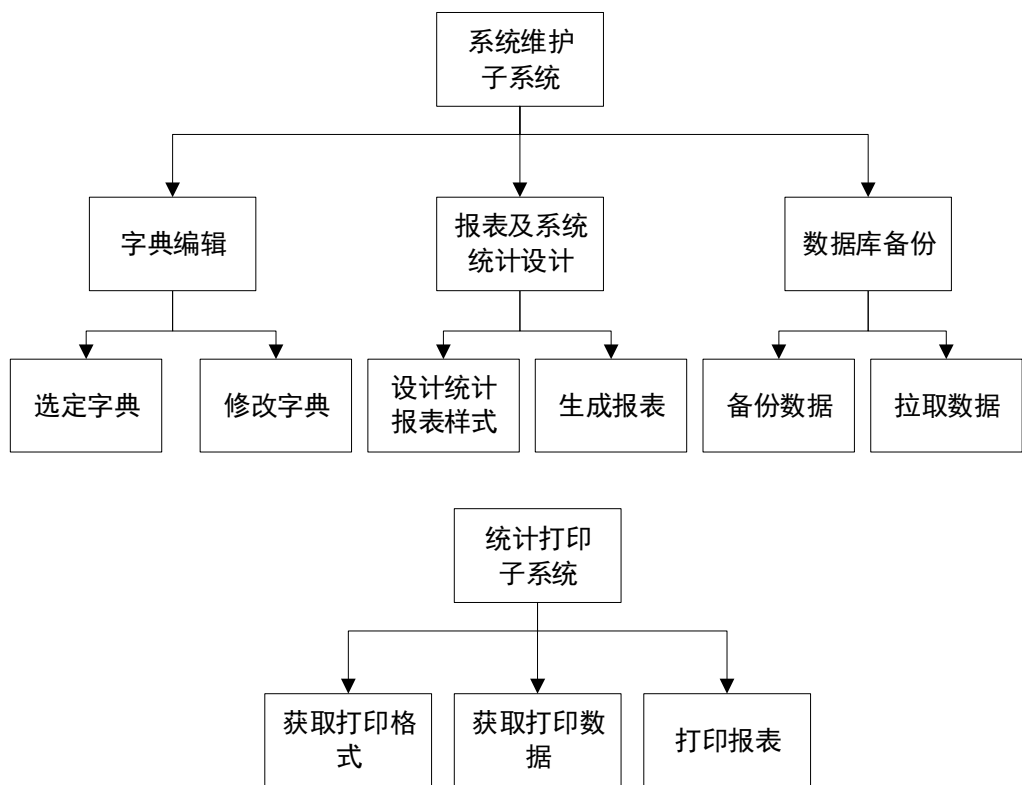 系统维护
子系统
字典编辑
报表及系统
统计设计
数据库备份
选定字典
修改字典
设计统计
报表样式
生成报表
备份数据
拉取数据
统计打印
子系统
获取打印格
式
获取打印数
据
打印报表